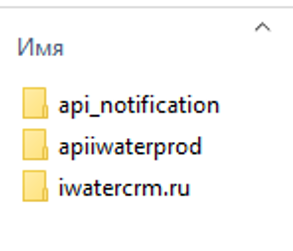 Имя
api_notification
apiiwaterprod
iwatercrm.ru